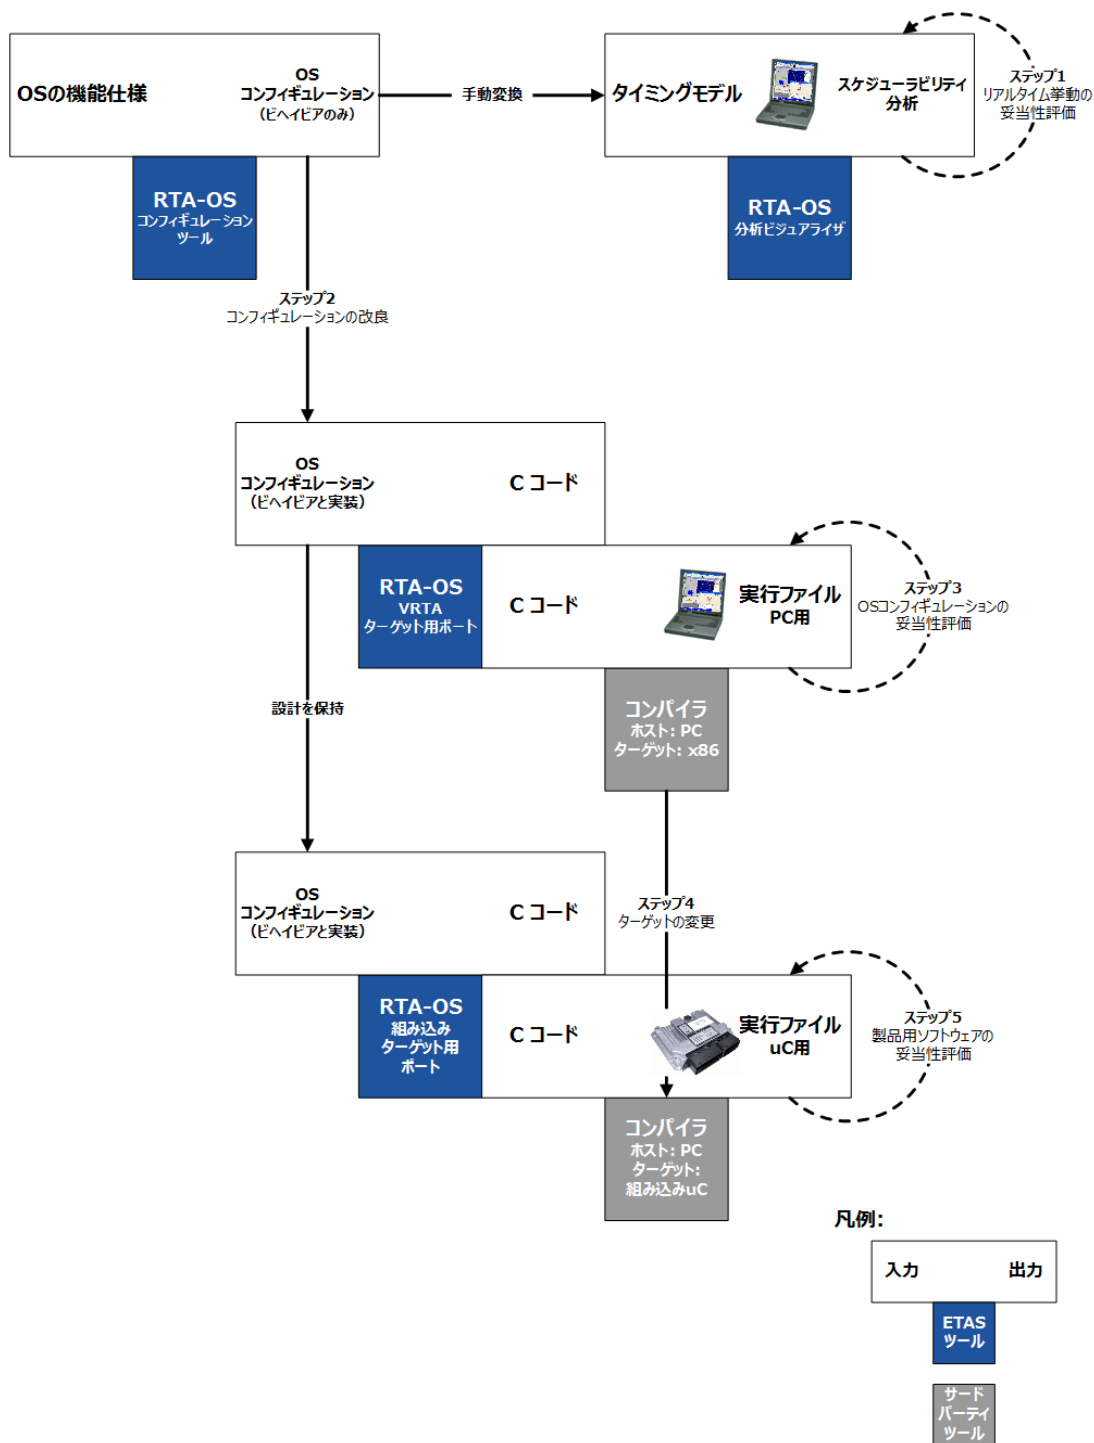 OSの機能仕様
OS
コンフィギュレーション
（ビヘイビアのみ）
手動変換
タイミングモデル
スケジューラビリティ
分析
ステップ1
リアルタイム挙動の
妥当性評価
RTA-OS
コンフィギュレーション
ツール
RTA-OS
分析ビジュアライザ
ステップ2
コンフィギュレーションの改良
OS
コンフィギュレーション
（ビヘイビアと実装）
C コード
RTA-OS
VRTA
ターゲット用ポート
C コード
実行ファイル
PC用
ステップ3
OSコンフィギュレーションの
妥当性評価
コンパイラ
ホスト: PC
ターゲット: x86
設計を保持
ステップ4
ターゲットの変更
OS
コンフィギュレーション
（ビヘイビアと実装）
C コード
RTA-OS
組み込み
ターゲット用
ポート
C コード
実行ファイル
uC用
ステップ5
製品用ソフトウェアの
妥当性評価
コンパイラ
ホスト: PC
ターゲット:
組み込みuC
凡例:
入力
出力
ETAS
ツール
サード
パーティ
ツール